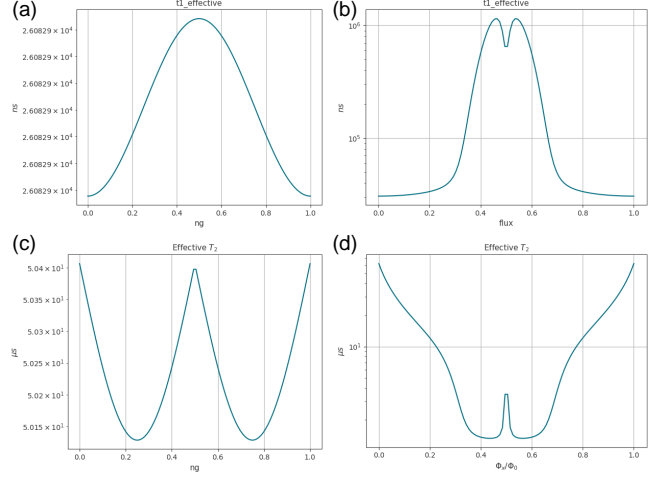 (a)
t1_effective
2.60829 × 10⁴
2.60829 × 10⁴
2.60829 × 10⁴
2.60829 × 10⁴
2.60829 × 10⁴
2.60829 × 10⁴
2.60829 × 10⁴
ns
0.0 0.2 0.4 0.6 0.8 1.0
ng
(b)
t1_effective
10⁶
10⁵
ns
0.0 0.2 0.4 0.6 0.8 1.0
flux
(c)
Effective T₂
5.04 × 10¹
5.035 × 10¹
5.03 × 10¹
5.025 × 10¹
5.02 × 10¹
5.015 × 10¹
μs
0.0 0.2 0.4 0.6 0.8 1.0
ng
(d)
Effective T₂
10¹
μs
0.0 0.2 0.4 0.6 0.8 1.0
Φₓ/Φ₀